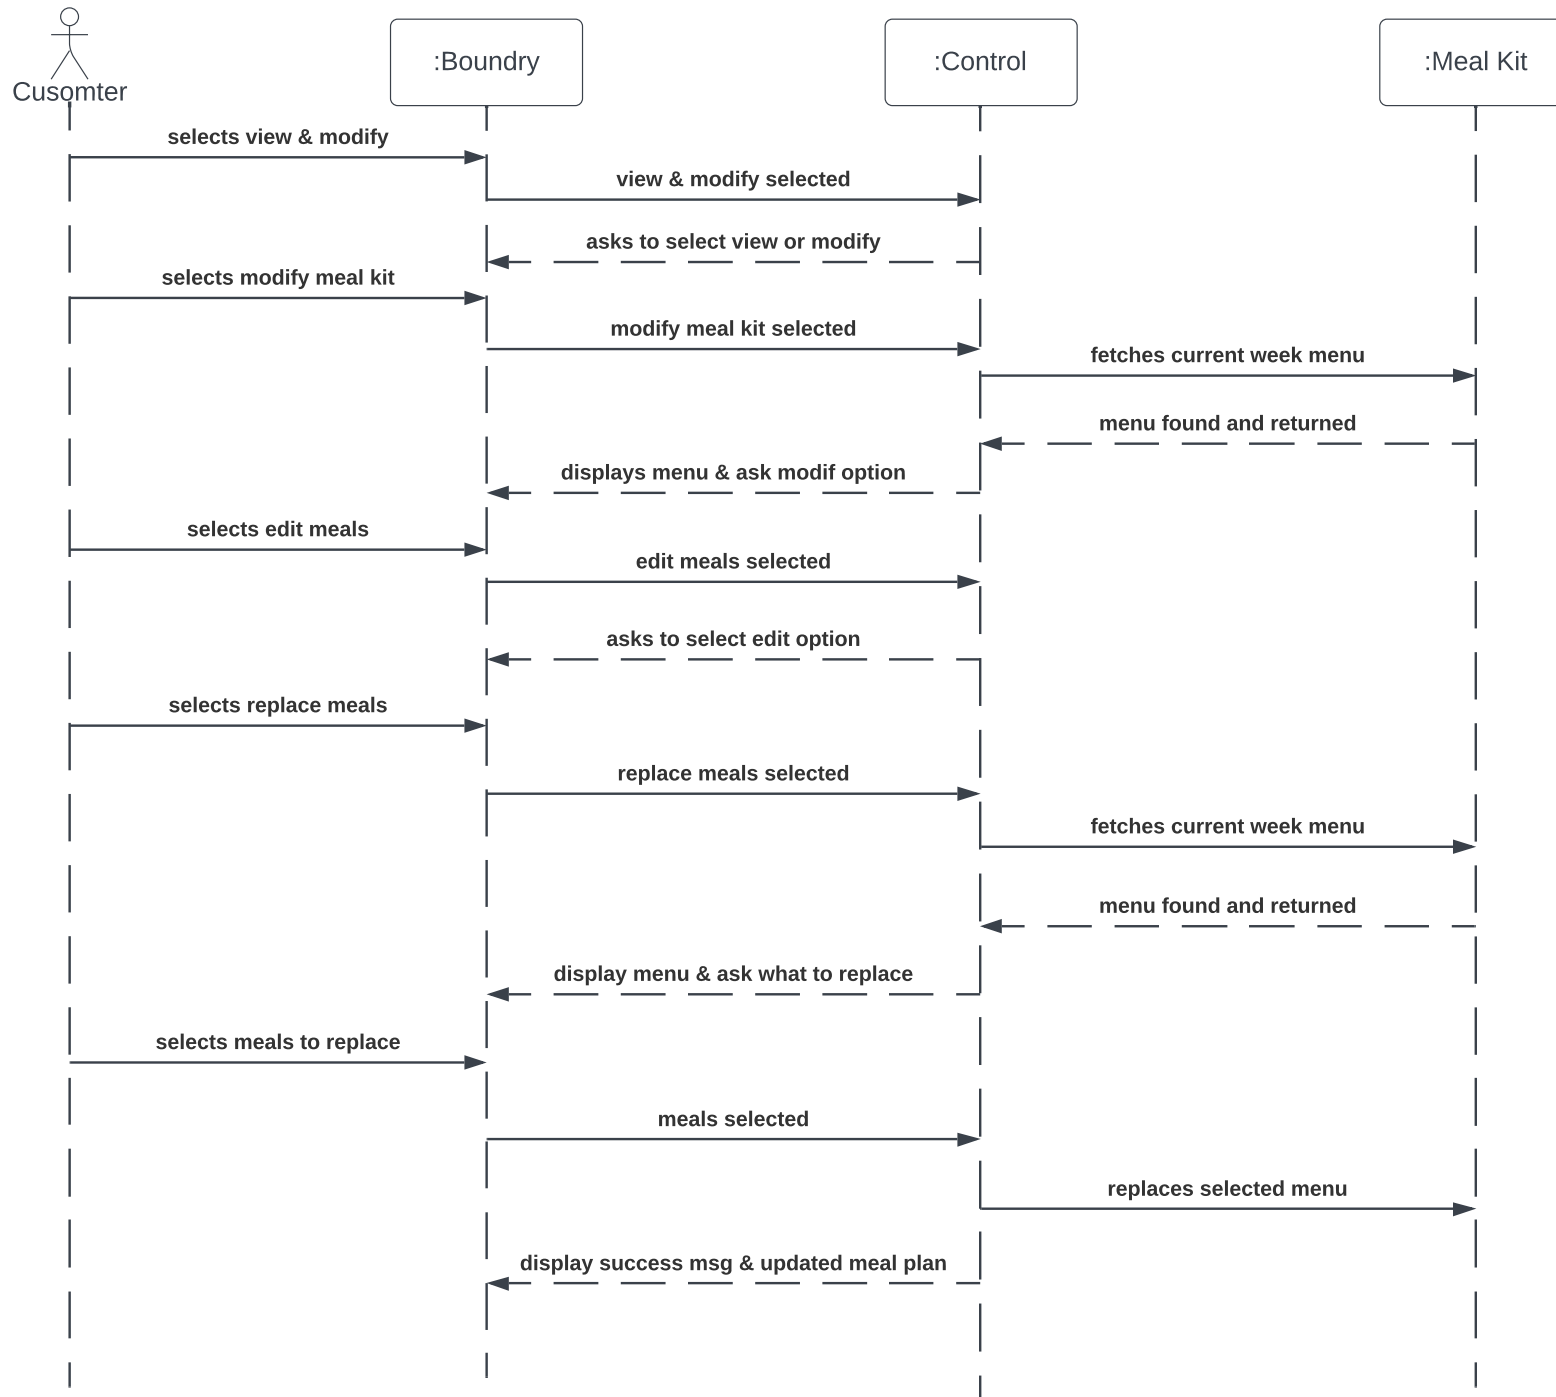 :Boundry
:Control
:Meal Kit
Cusomter
selects view & modify
view & modify selected
asks to select view or modify
selects modify meal kit
modify meal kit selected
fetches current week menu
menu found and returned
displays menu & ask modif option
selects edit meals
edit meals selected
asks to select edit option
selects replace meals
replace meals selected
fetches current week menu
menu found and returned
display menu & ask what to replace
selects meals to replace
meals selected
replaces selected menu
display success msg & updated meal plan